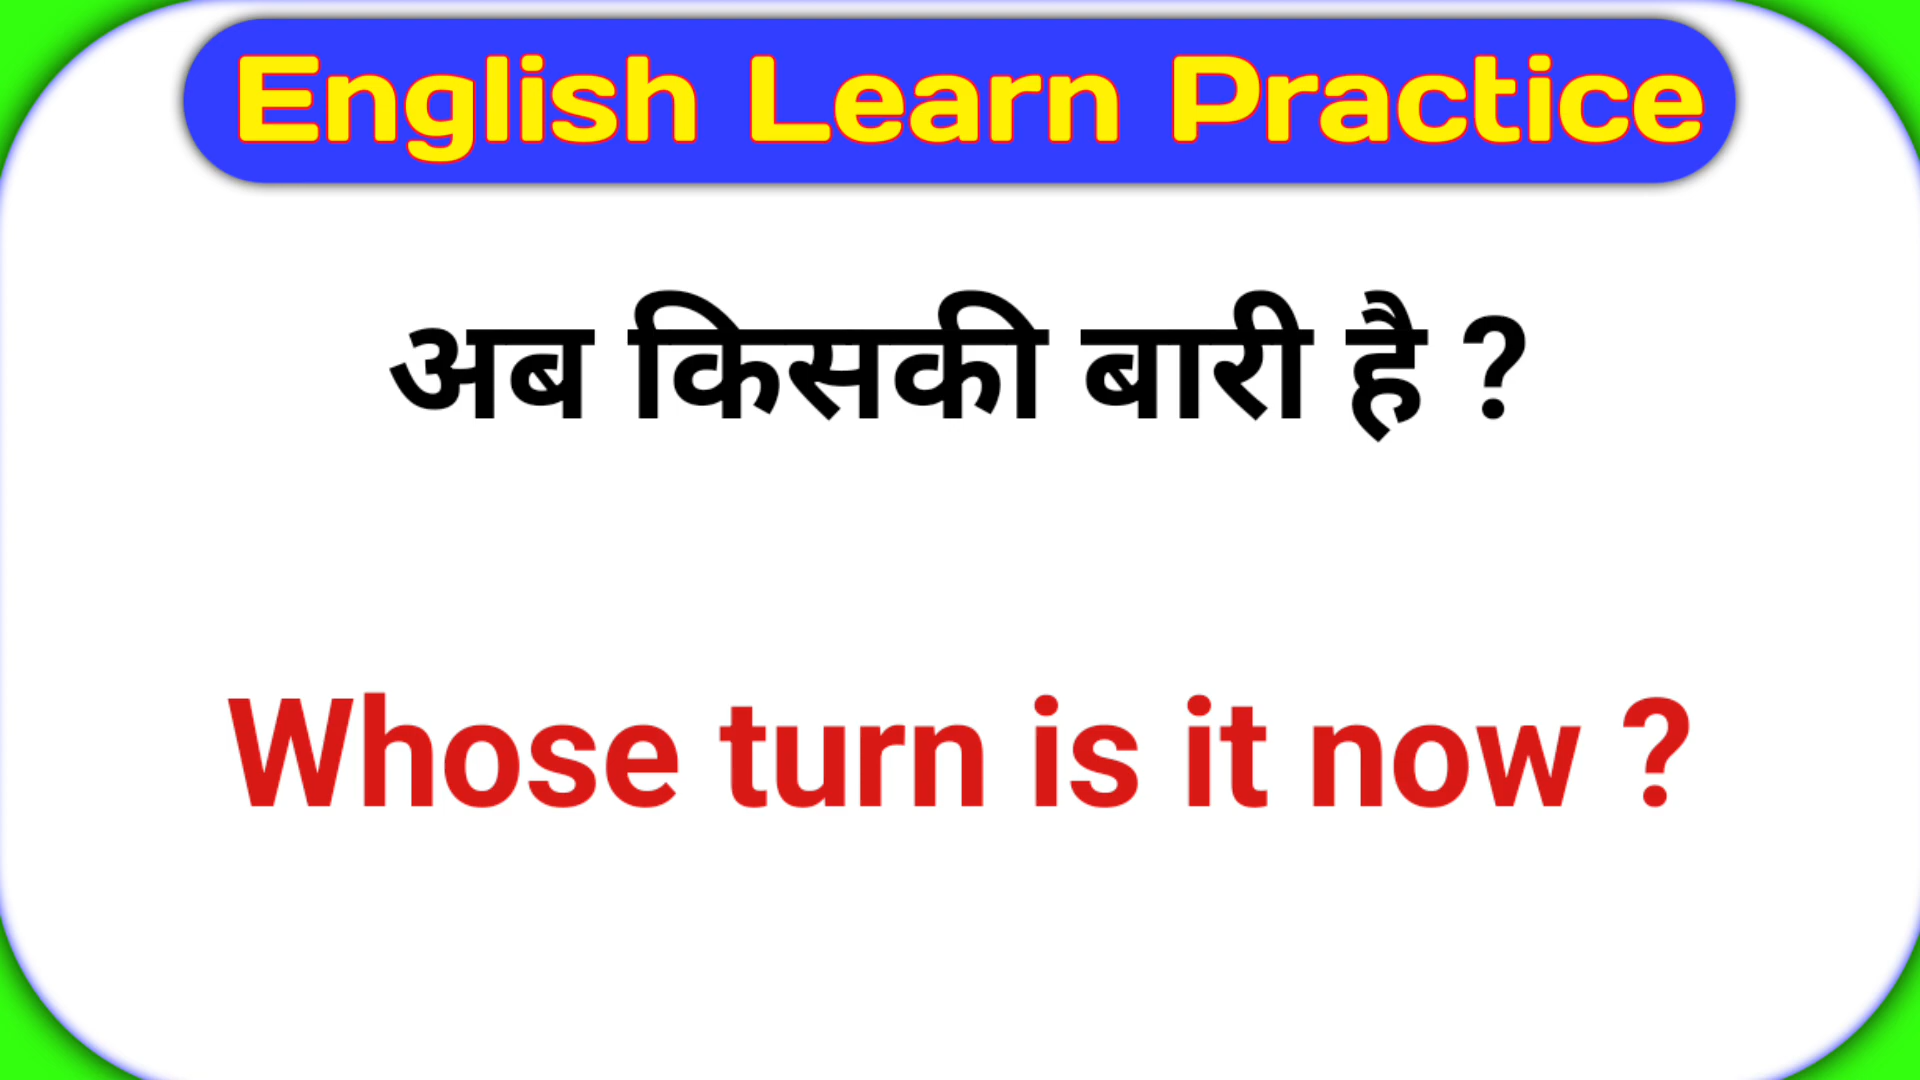 English Learn Practice
अब किसकी बारी है ?
Whose turn is it now ?